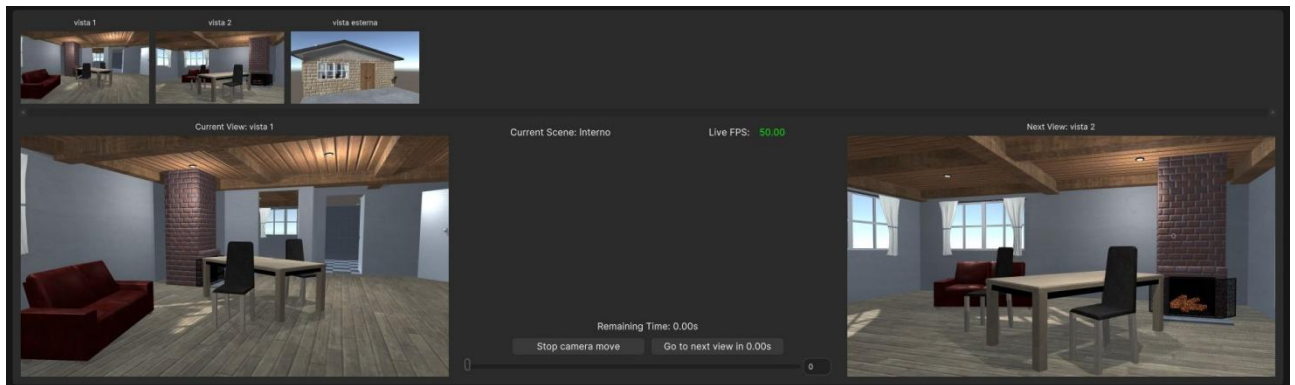 vista 1
vista 2
vista esterna
Current View: vista 1
Current Scene: Interno
Live FPS: 50.00
Next View: vista 2
Remaining Time: 0.00s
Stop camera move
Go to next view in 0.00s
0